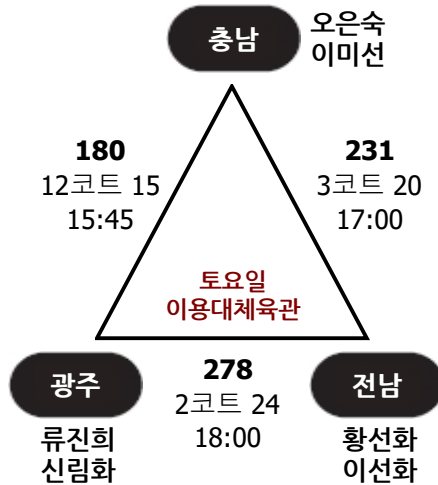 충남
오은숙
이미선
180
12코트 15
15:45
231
3코트 20
17:00
토요일
이용대체육관
광주
류진희
신림화
278
2코트 24
18:00
전남
황선화
이선화